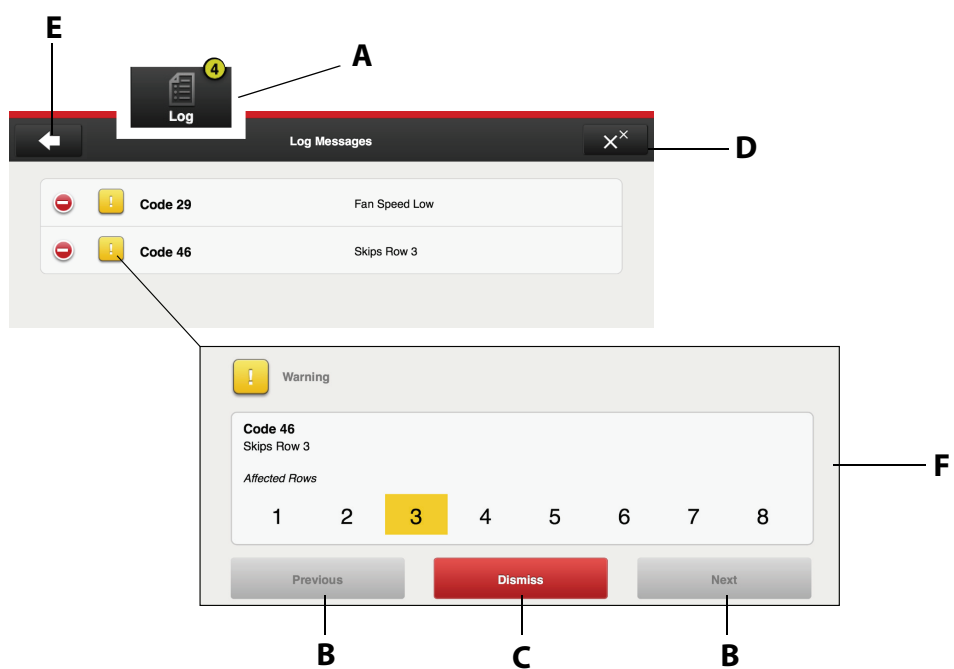 E
A
4
Log
Log Messages
D
Code 29 Fan Speed Low
Code 46 Skips Row 3
Warning
Code 46
Skips Row 3
Affected Rows
1 2 3 4 5 6 7 8
F
Previous Dismiss Next
B C B